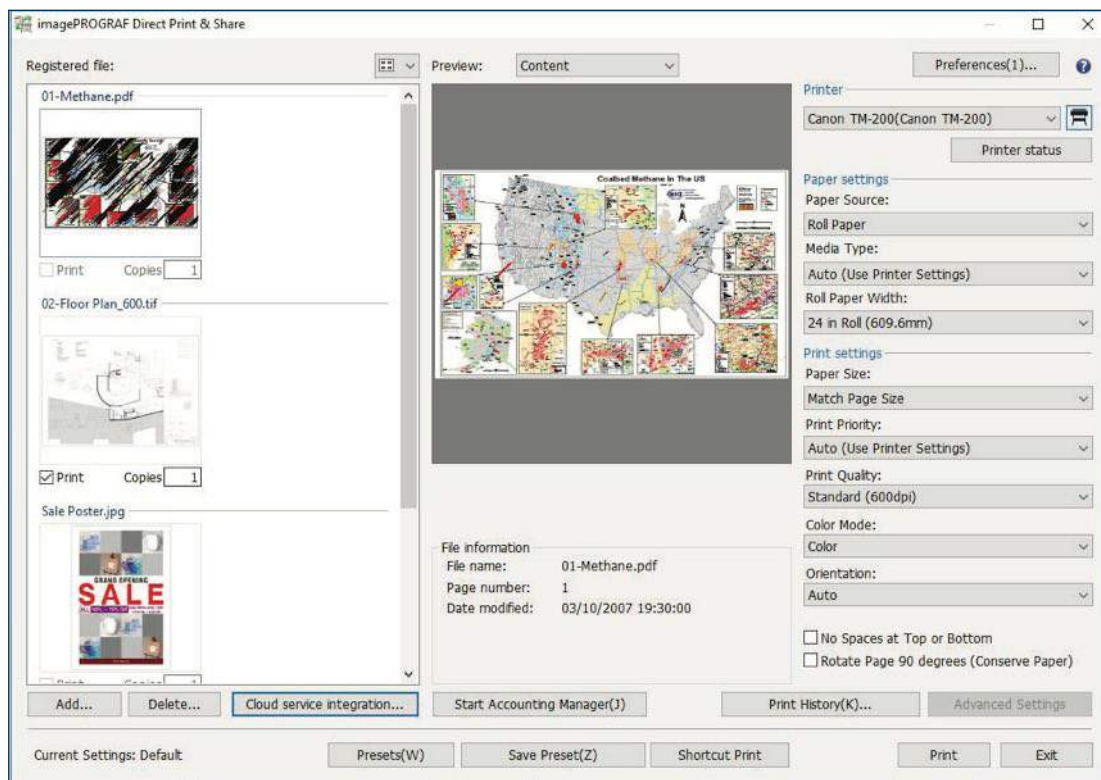 imagePROGRAF Direct Print & Share
Registered file:
01-Methane.pdf
Print Copies 1
02-Floor Plan_600.tif
Print Copies 1
Sale Poster.jpg
GRAND OPENING
SALE
Add... Delete... Cloud service integration...
Preview: Content
Coalbed Methane In The US
N
File information
File name: 01-Methane.pdf
Page number: 1
Date modified: 03/10/2007 19:30:00
Start Accounting Manager(J)
Preferences(1)... ?
Printer
Canon TM-200(Canon TM-200)
Printer status
Paper settings
Paper Source:
Roll Paper
Media Type:
Auto (Use Printer Settings)
Roll Paper Width:
24 in Roll (609.6mm)
Print settings
Paper Size:
Match Page Size
Print Priority:
Auto (Use Printer Settings)
Print Quality:
Standard (600dpi)
Color Mode:
Color
Orientation:
Auto
No Spaces at Top or Bottom
Rotate Page 90 degrees (Conserve Paper)
Print History(K)... Advanced Settings
Current Settings: Default Presets(W) Save Preset(Z) Shortcut Print Print Exit